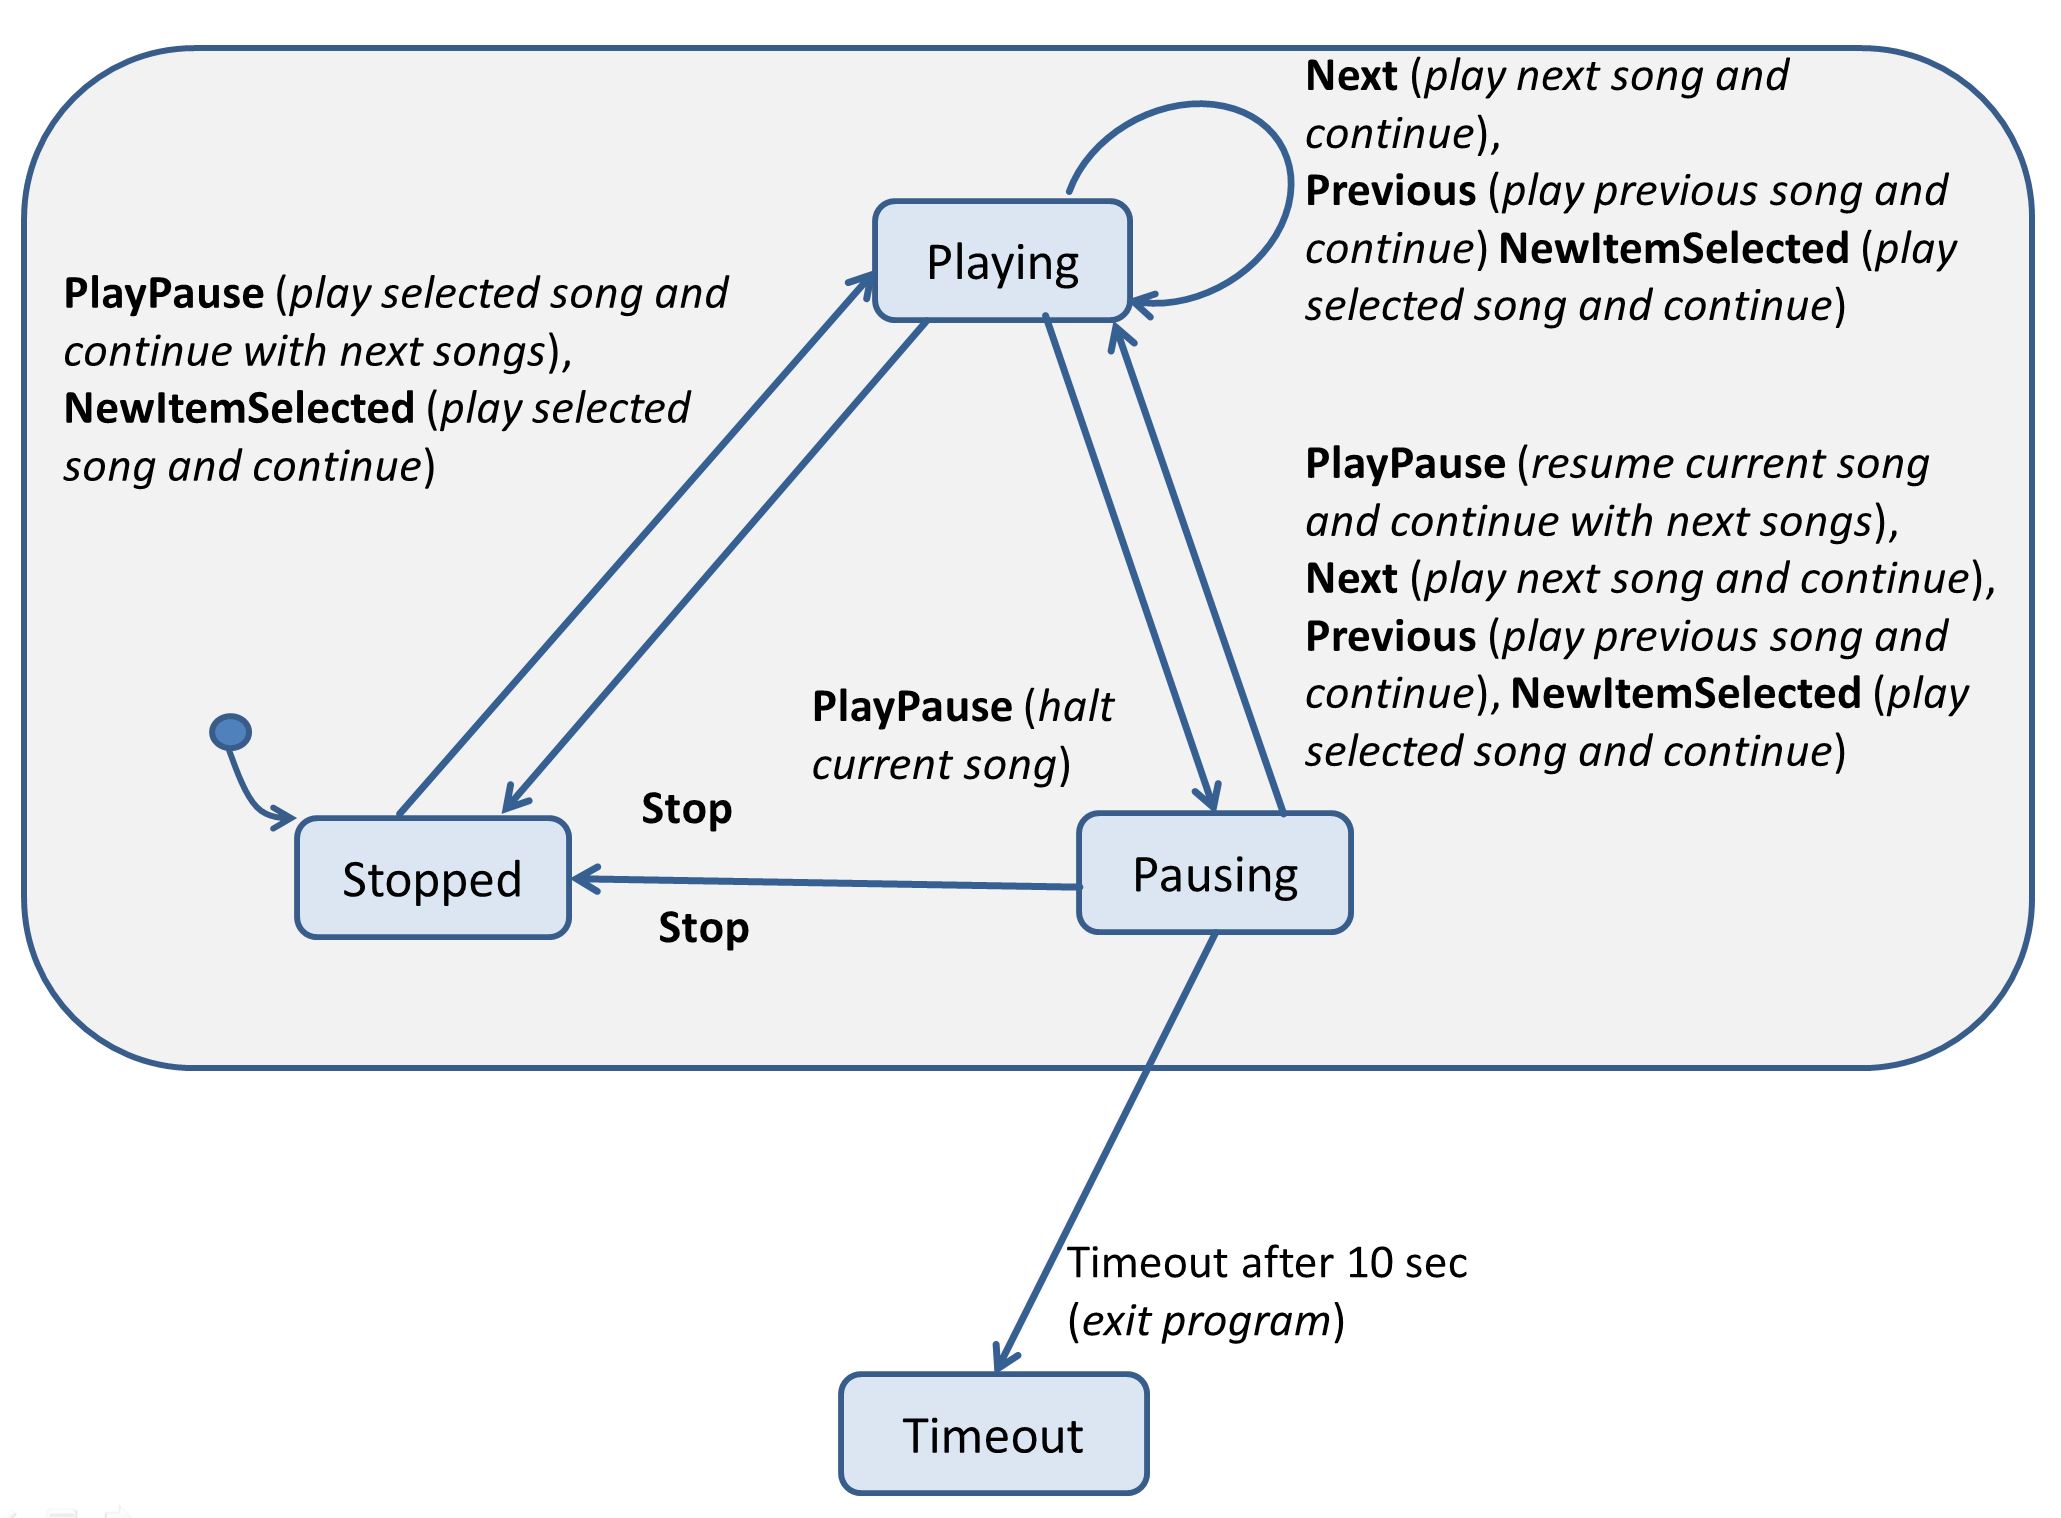 Next (play next song and
continue),
Previous (play previous song and
continue) NewItemSelected (play
selected song and continue)
Playing
PlayPause (play selected song and
continue with next songs),
NewItemSelected (play selected
song and continue)
PlayPause (resume current song
and continue with next songs),
Next (play next song and continue),
Previous (play previous song and
continue), NewItemSelected (play
selected song and continue)
PlayPause (halt
current song)
Stop
Stopped
Pausing
Stop
Timeout after 10 sec
(exit program)
Timeout